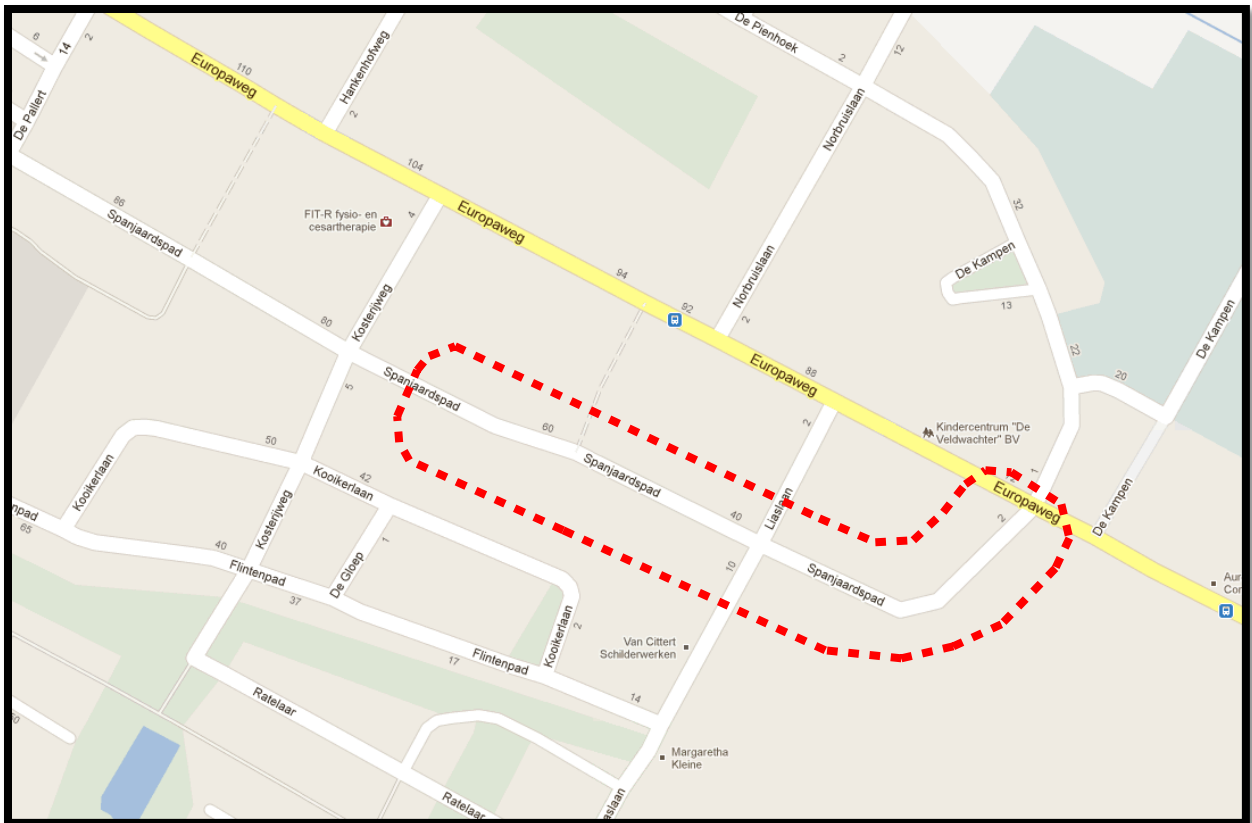 De Pienhoek
2
12
6
14
2
Europaweg
110
Hankenhofweg
2
De Pallert
Norbruislaan
104
86
Spanjaardspad
FIT-R fysio- en
cesartherapie
4
Europaweg
32
De Kampen
13
Norbruislaan
94
92
2
80
Kosterijweg
22
De Kampen
20
Europaweg
88
5
Spanjaardspad
60
2
Kindercentrum "De
Veldwachter" BV
50
Kooikerlaan
42
Kooikerlaan
Spanjaardspad
1
Europaweg
De Kampen
40
Liaslaan
2
npad
65
Kosterijweg
40
Flintenpad
1
De Gloep
37
10
Spanjaardspad
Kooikerlaan
2
Van Cittert
Schilderwerken
17
Flintenpad
14
Ratelaar
Margaretha
Kleine
Ratelaar
aslaan